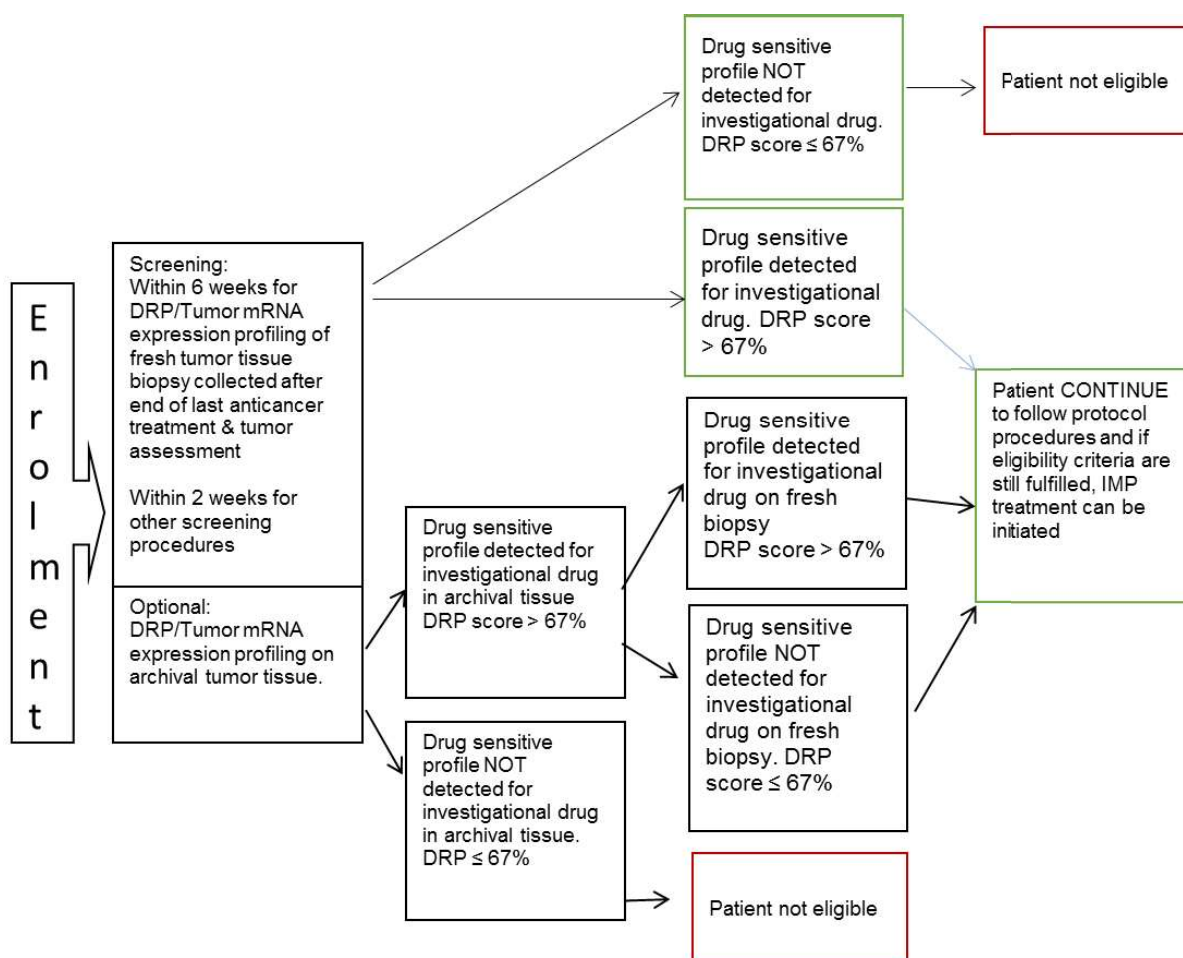 Enrolment
Screening:
Within 6 weeks for
DRP/Tumor mRNA
expression profiling of
fresh tumor tissue
biopsy collected after
end of last anticancer
treatment & tumor
assessment
Within 2 weeks for
other screening
procedures
Optional:
DRP/Tumor mRNA
expression profiling on
archival tumor tissue.
Drug sensitive
profile detected for
investigational drug
in archival tissue
DRP score > 67%
Drug sensitive
profile NOT
detected for
investigational drug
in archival tissue.
DRP ≤ 67%
Drug sensitive
profile NOT
detected for
investigational drug.
DRP score ≤ 67%
Drug sensitive
profile detected
for investigational
drug. DRP score
> 67%
Drug sensitive
profile detected
for investigational
drug on fresh
biopsy
DRP score > 67%
Drug sensitive
profile NOT
detected for
investigational
drug on fresh
biopsy. DRP
score ≤ 67%
Patient not eligible
Patient not eligible
Patient CONTINUE
to follow protocol
procedures and if
eligibility criteria are
still fulfilled, IMP
treatment can be
initiated